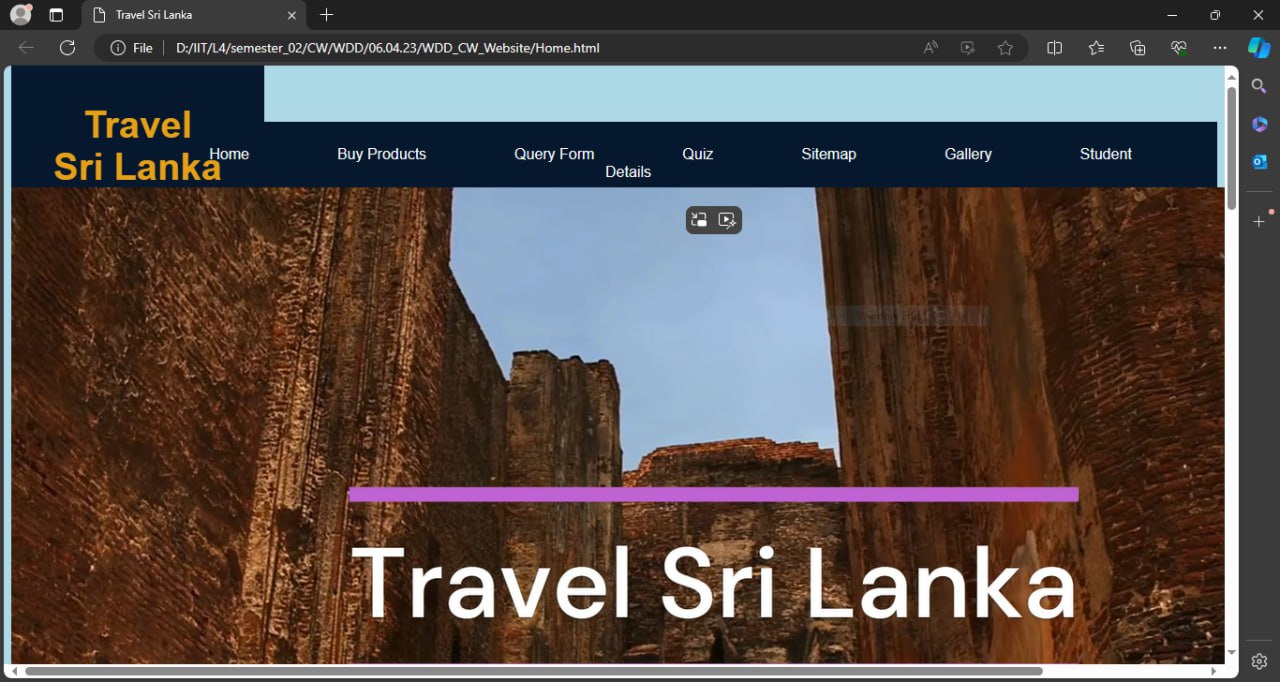 Travel Sri Lanka
File
D:/IIT/L4/semester_02/CW/WDD/06.04.23/WDD_CW_Website/Home.html
Travel
Sri Lanka
Home Buy Products Query Form Quiz Sitemap Gallery Student
Details
Travel Sri Lanka